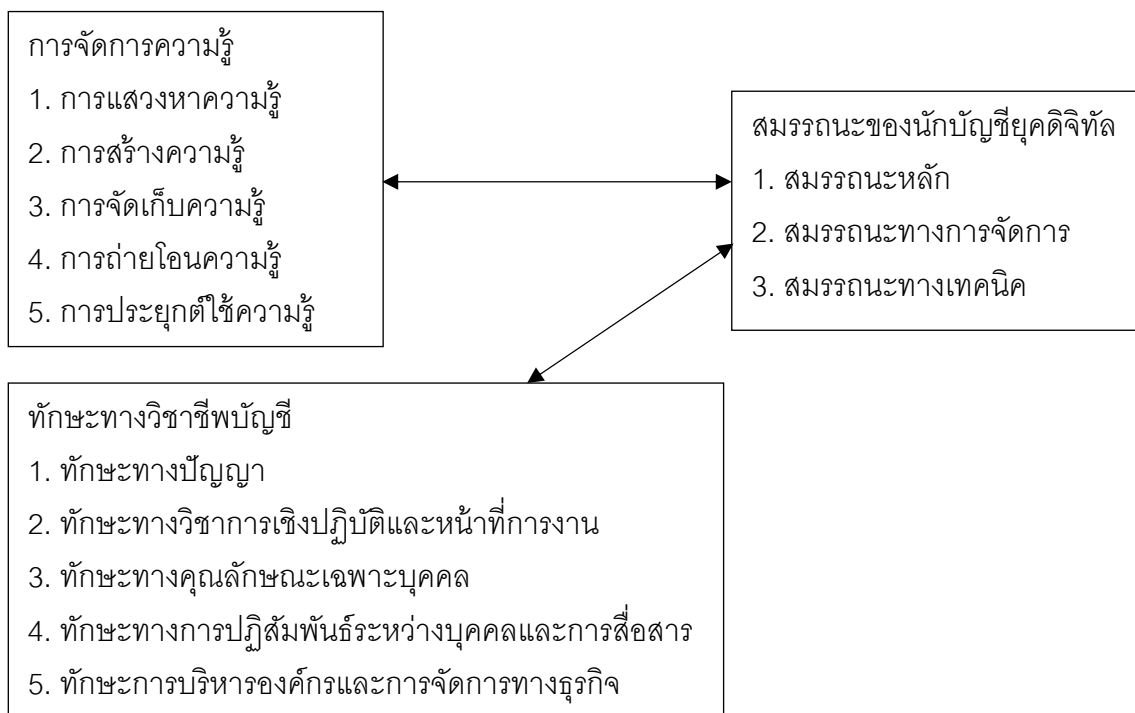 การจัดการความรู้
1. การแสวงหาความรู้
2. การสร้างความรู้
3. การจัดเก็บความรู้
4. การถ่ายโอนความรู้
5. การประยุกต์ใช้ความรู้
สมรรถนะของนักบัญชียุคดิจิทัล
1. สมรรถนะหลัก
2. สมรรถนะทางการจัดการ
3. สมรรถนะทางเทคนิค
ทักษะทางวิชาชีพบัญชี
1. ทักษะทางปัญญา
2. ทักษะทางวิชาการเชิงปฏิบัติและหน้าที่การงาน
3. ทักษะทางคุณลักษณะเฉพาะบุคคล
4. ทักษะทางการปฏิสัมพันธ์ระหว่างบุคคลและการสื่อสาร
5. ทักษะการบริหารองค์กรและการจัดการทางธุรกิจ